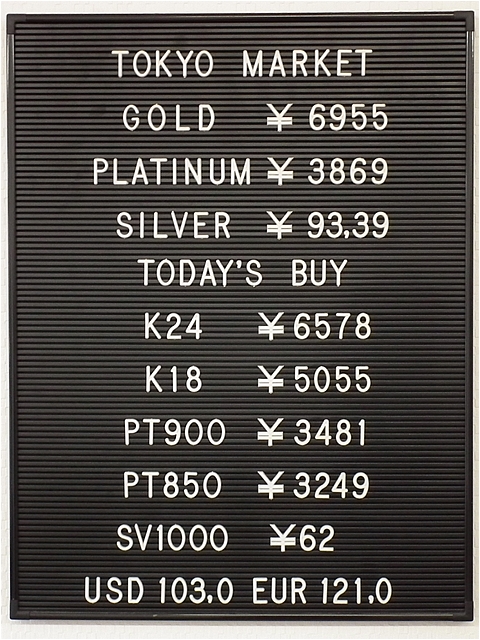 TOKYO MARKET
GOLD ¥ 6955
PLATINUM ¥ 3869
SILVER ¥ 93.39
TODAY'S BUY
K24 ¥6578
K18 ¥5055
PT900 ¥3481
PT850 ¥3249
SV1000 ¥62
USD 103.0 EUR 121.0